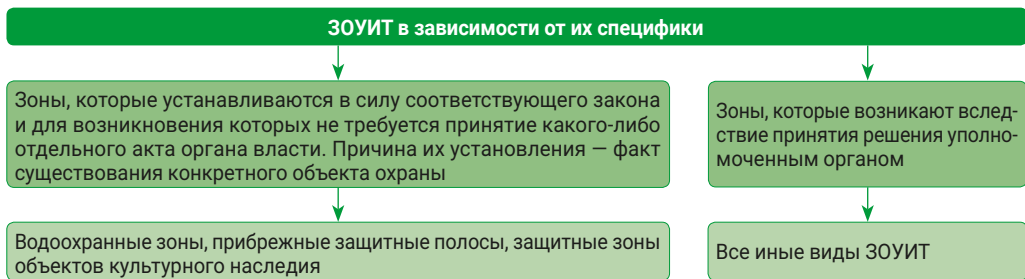 ЗОУИТ в зависимости от их специфики
Зоны, которые устанавливаются в силу соответствующего закона
и для возникновения которых не требуется принятие какого-либо
отдельного акта органа власти. Причина их установления — факт
существования конкретного объекта охраны
Зоны, которые возникают вслед-
ствие принятия решения уполно-
моченным органом
Водоохранные зоны, прибрежные защитные полосы, защитные зоны
объектов культурного наследия
Все иные виды ЗОУИТ